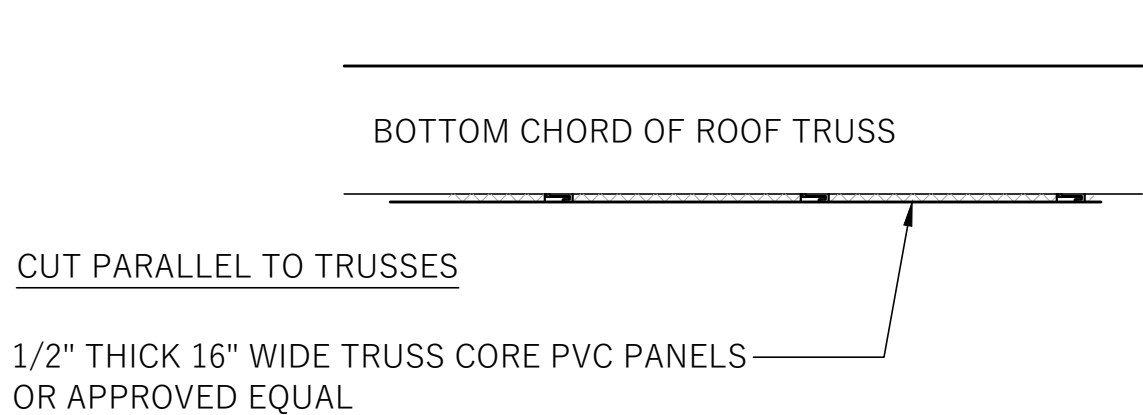 BOTTOM CHORD OF ROOF TRUSS
CUT PARALLEL TO TRUSSES
1/2" THICK 16" WIDE TRUSS CORE PVC PANELS
OR APPROVED EQUAL